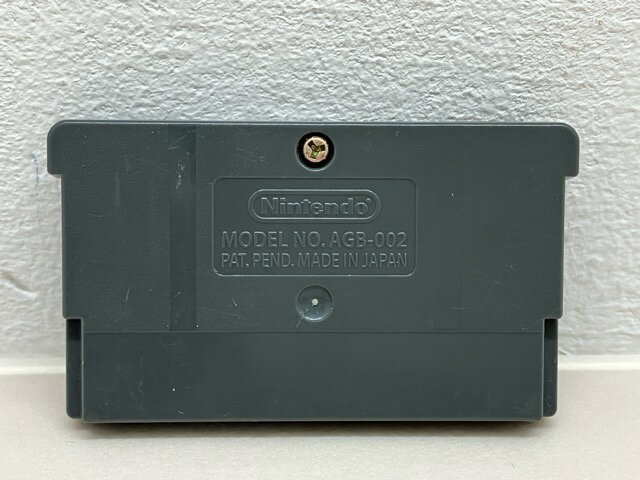 Nintendo
MODEL NO. AGB-002
PAT. PEND. MADE IN JAPAN